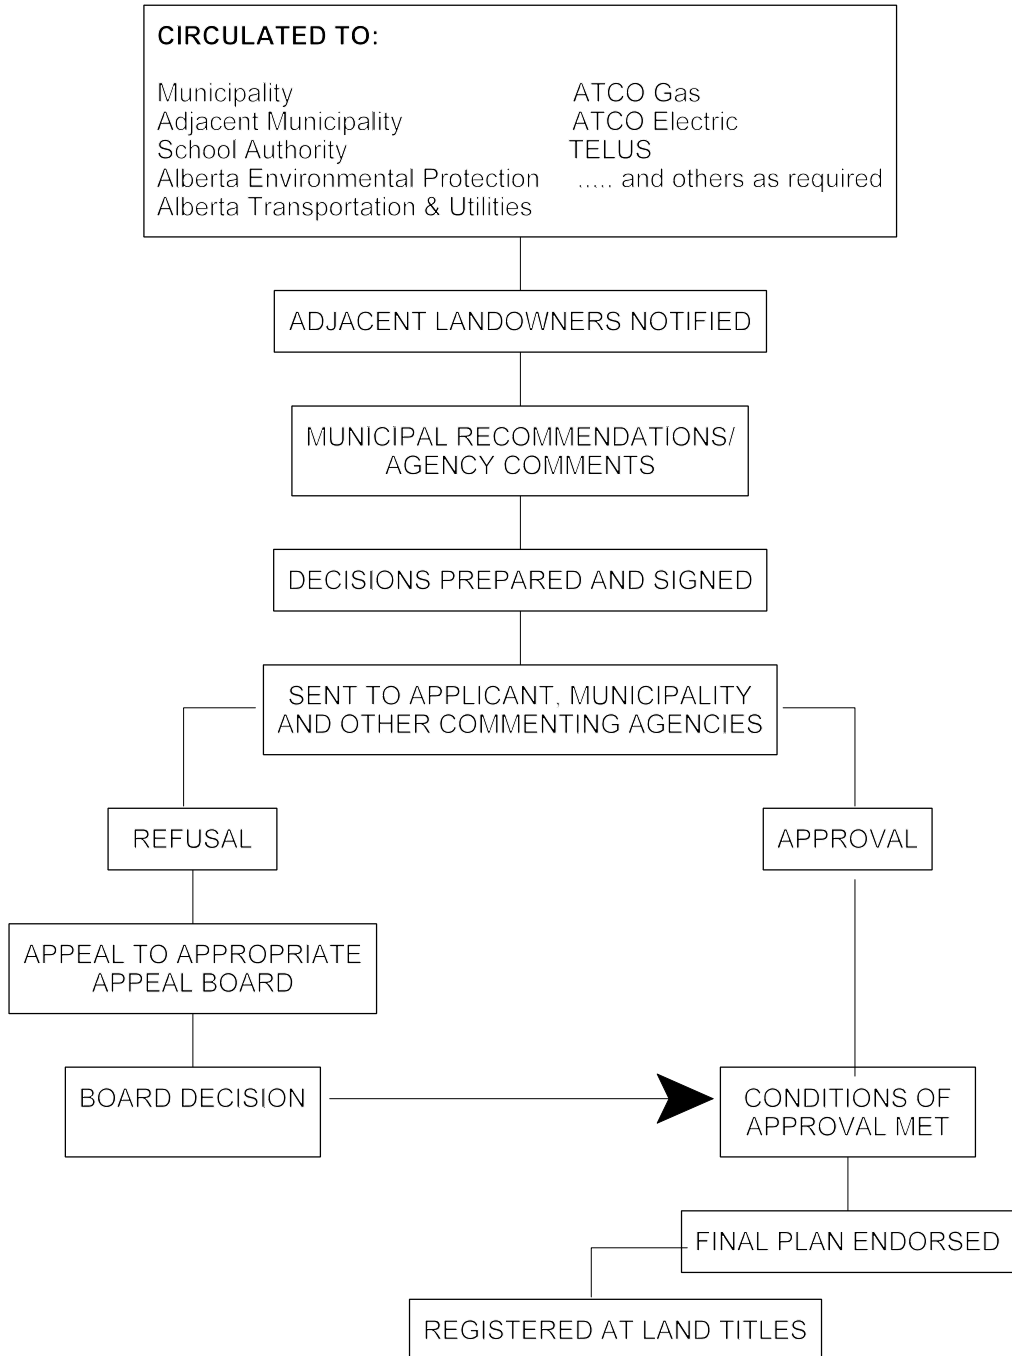 CIRCULATED TO:
Municipality
Adjacent Municipality
School Authority
Alberta Environmental Protection
Alberta Transportation & Utilities
ATCO Gas
ATCO Electric
TELUS
..... and others as required
ADJACENT LANDOWNERS NOTIFIED
MUNICIPAL RECOMMENDATIONS/
AGENCY COMMENTS
DECISIONS PREPARED AND SIGNED
SENT TO APPLICANT, MUNICIPALITY
AND OTHER COMMENTING AGENCIES
REFUSAL
APPROVAL
APPEAL TO APPROPRIATE
APPEAL BOARD
BOARD DECISION
CONDITIONS OF
APPROVAL MET
FINAL PLAN ENDORSED
REGISTERED AT LAND TITLES